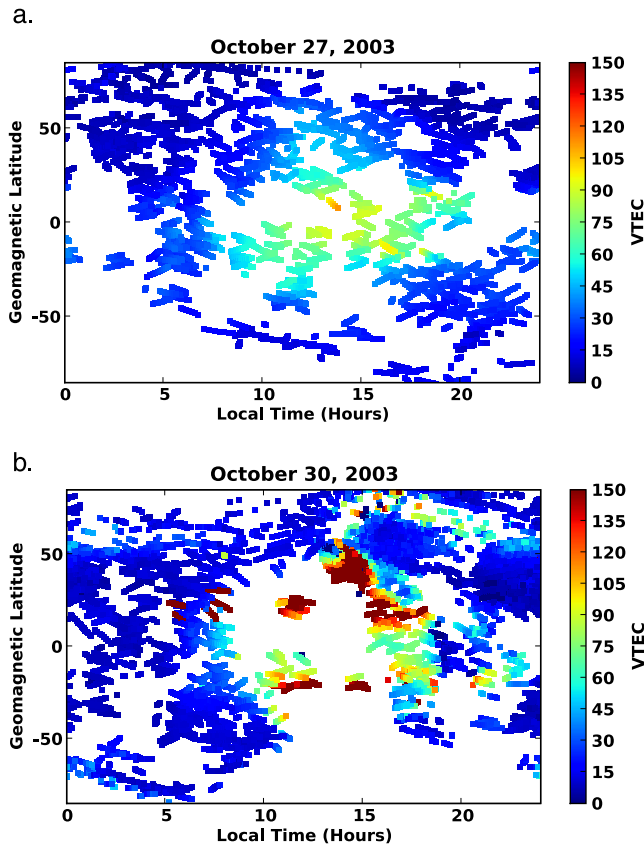 a.
October 27, 2003
50
0
-50
Geomagnetic Latitude
0 5 10 15 20
Local Time (Hours)
150
135
120
105
90
75
60
45
30
15
0
VTEC
b.
October 30, 2003
50
0
-50
Geomagnetic Latitude
0 5 10 15 20
Local Time (Hours)
150
135
120
105
90
75
60
45
30
15
0
VTEC